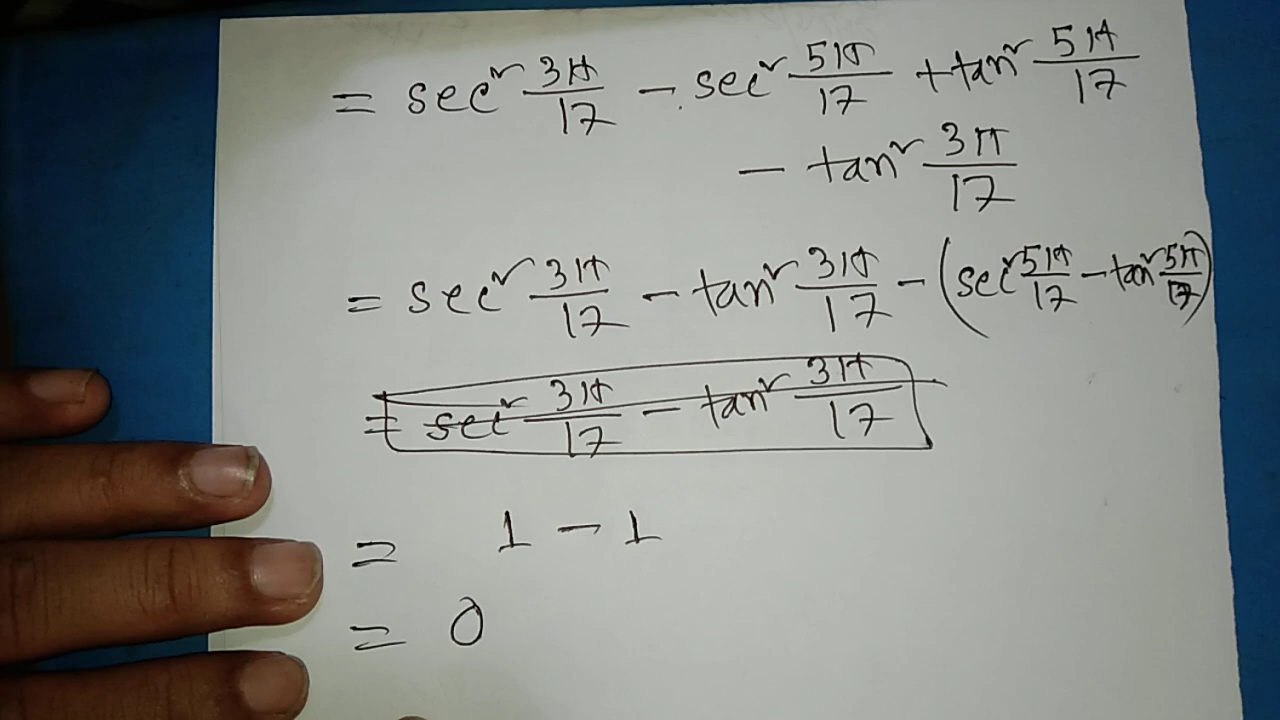 = sec² 3π/17 - sec² 5π/17 + tan² 5π/17
- tan² 3π/17
= sec² 3π/17 - tan² 3π/17 - (sec² 5π/17 - tan² 5π/17)
= sec² 3π/17 - tan² 3π/17
= 1 - 1
= 0